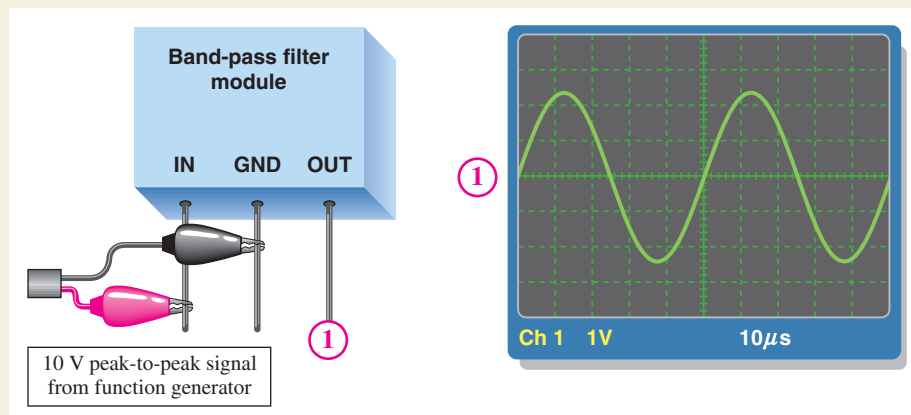 Band-pass filter
module
IN GND OUT
1
10 V peak-to-peak signal
from function generator
1
Ch 1 1V 10μs